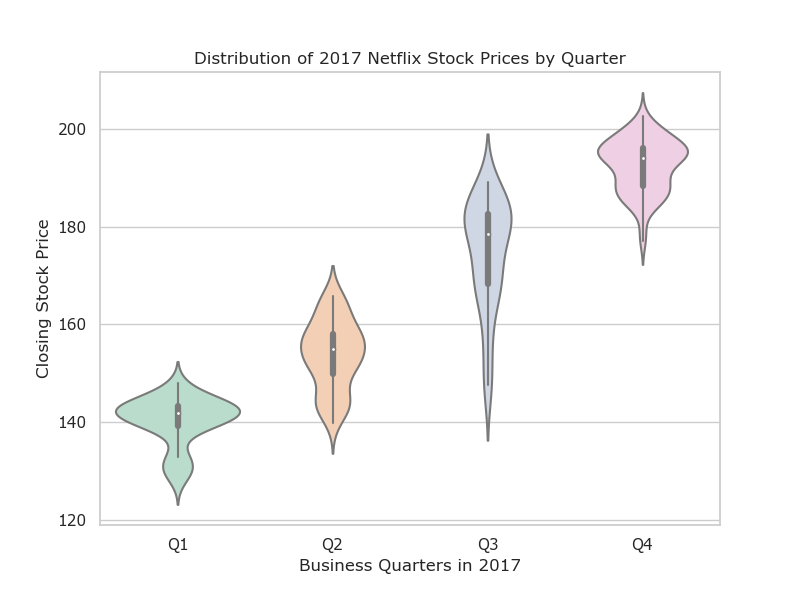 Distribution of 2017 Netflix Stock Prices by Quarter
200
180
160
140
120
Closing Stock Price
Q1 Q2 Q3 Q4
Business Quarters in 2017